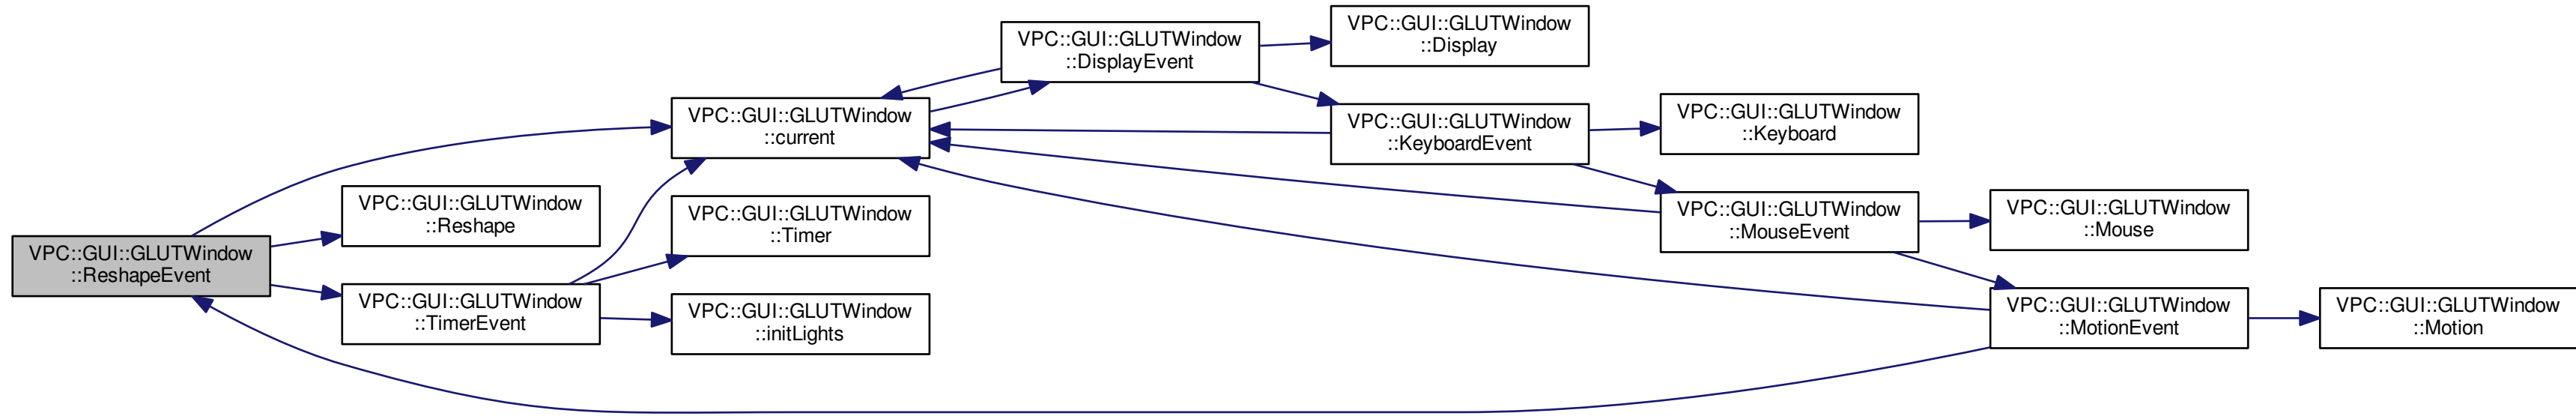 VPC::GUI::GLUTWindow
::ReshapeEvent
VPC::GUI::GLUTWindow
::Reshape
VPC::GUI::GLUTWindow
::TimerEvent
VPC::GUI::GLUTWindow
::current
VPC::GUI::GLUTWindow
::Timer
VPC::GUI::GLUTWindow
::initLights
VPC::GUI::GLUTWindow
::DisplayEvent
VPC::GUI::GLUTWindow
::Display
VPC::GUI::GLUTWindow
::KeyboardEvent
VPC::GUI::GLUTWindow
::Keyboard
VPC::GUI::GLUTWindow
::MouseEvent
VPC::GUI::GLUTWindow
::Mouse
VPC::GUI::GLUTWindow
::MotionEvent
VPC::GUI::GLUTWindow
::Motion